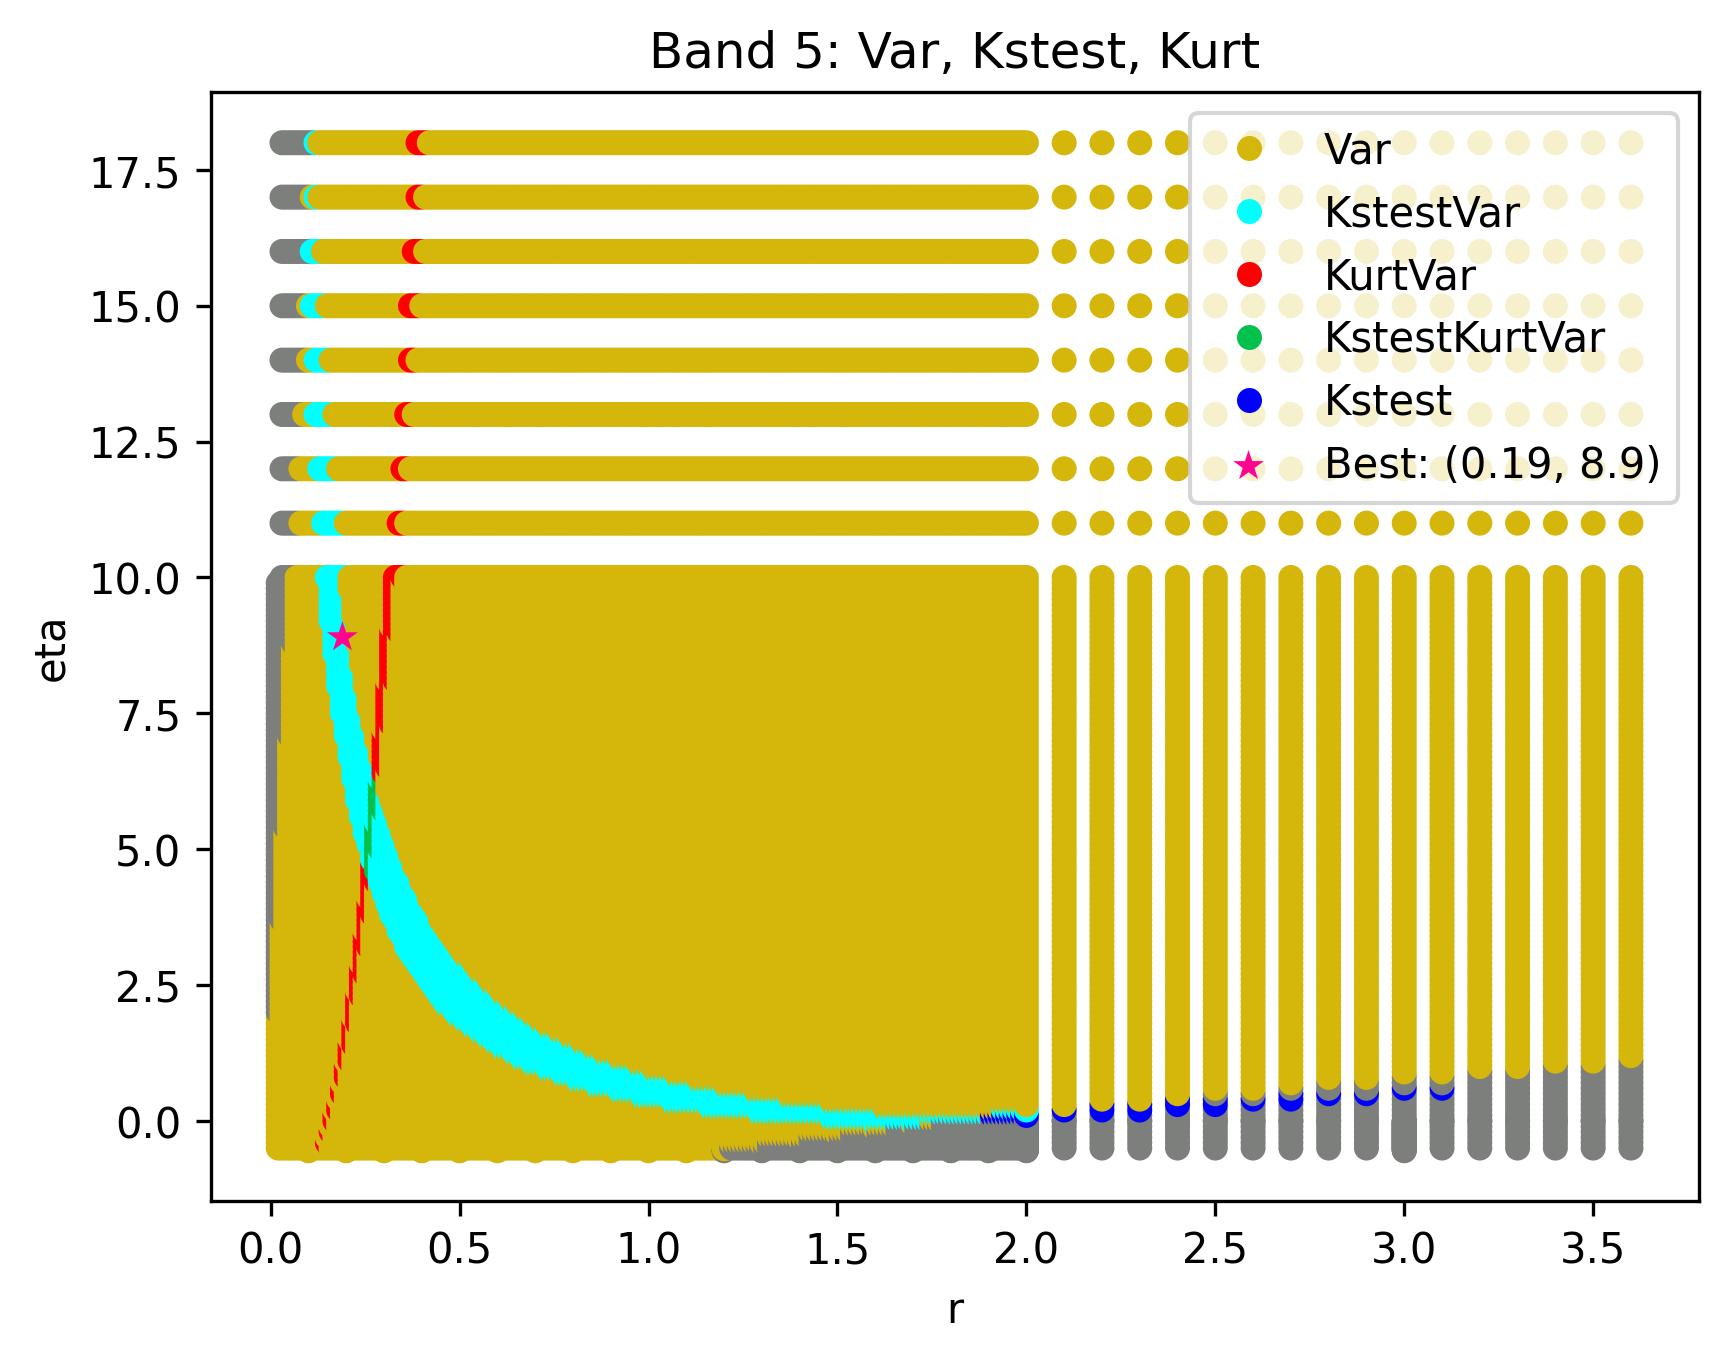 Band 5: Var, Kstest, Kurt
Var
KstestVar
KurtVar
KstestKurtVar
Kstest
Best: (0.19, 8.9)
17.5
15.0
12.5
10.0
7.5
5.0
2.5
0.0
eta
0.0 0.5 1.0 1.5 2.0 2.5 3.0 3.5
r